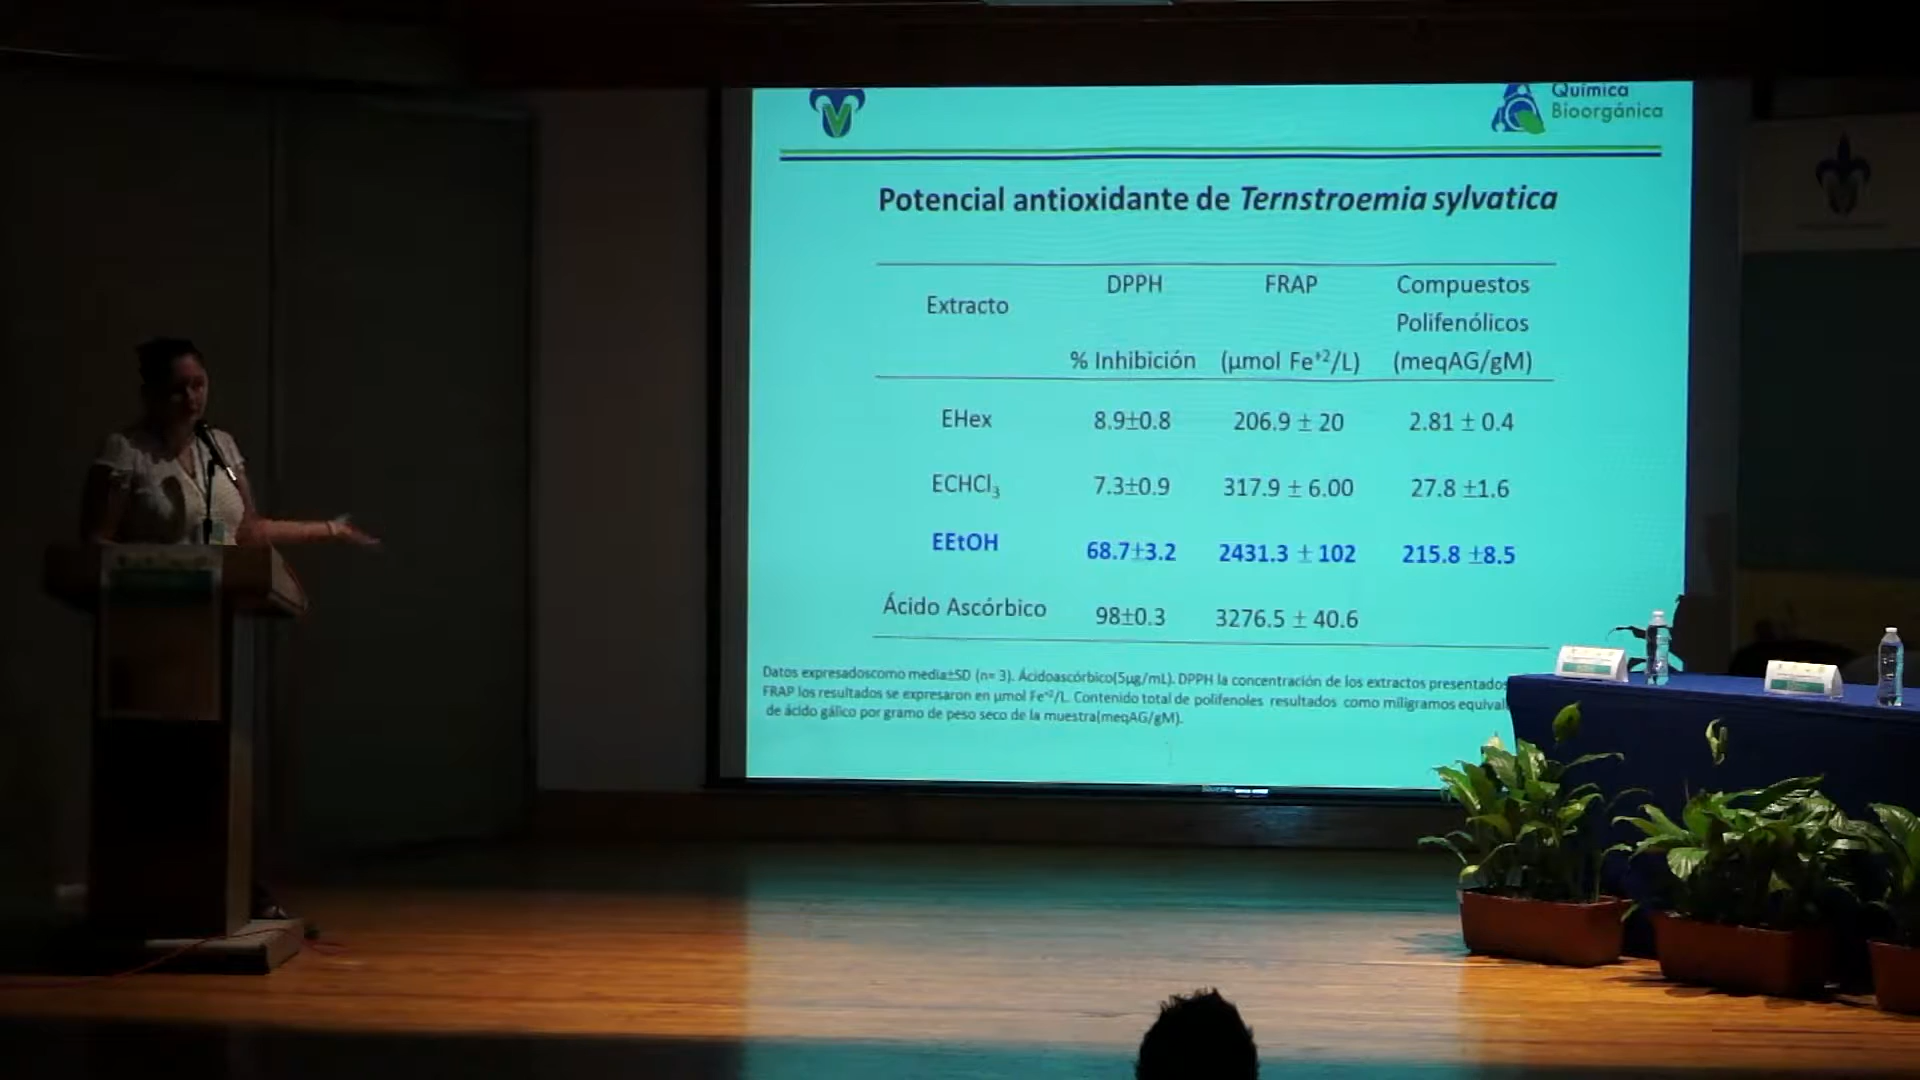 Química
Bioorgánica
Potencial antioxidante de Ternstroemia sylvatica
Extracto DPPH FRAP Compuestos
Polifenólicos
% Inhibición (µmol Fe⁺²/L) (meqAG/gM)
EHex 8.9±0.8 206.9 ± 20 2.81 ± 0.4
ECHCl₃ 7.3±0.9 317.9 ± 6.00 27.8 ±1.6
EEtOH 68.7±3.2 2431.3 ± 102 215.8 ±8.5
Ácido Ascórbico 98±0.3 3276.5 ± 40.6
Datos expresadoscomo media±SD (n= 3). Ácidoascórbico(5µg/mL). DPPH la concentración de los extractos presentados
FRAP los resultados se expresaron en µmol Fe⁺²/L. Contenido total de polifenoles resultados como miligramos equival
de ácido gálico por gramo de peso seco de la muestra(meqAG/gM).